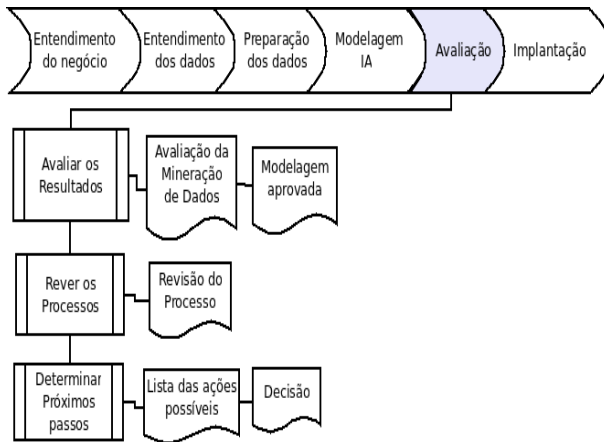 Entendimento
do negócio
Entendimento
dos dados
Preparação
dos dados
Modelagem
IA
Avaliação
Implantação
Avaliar os
Resultados
Avaliação da
Mineração
de Dados
Modelagem
aprovada
Rever os
Processos
Revisão do
Processo
Determinar
Próximos
passos
Lista das ações
possíveis
Decisão